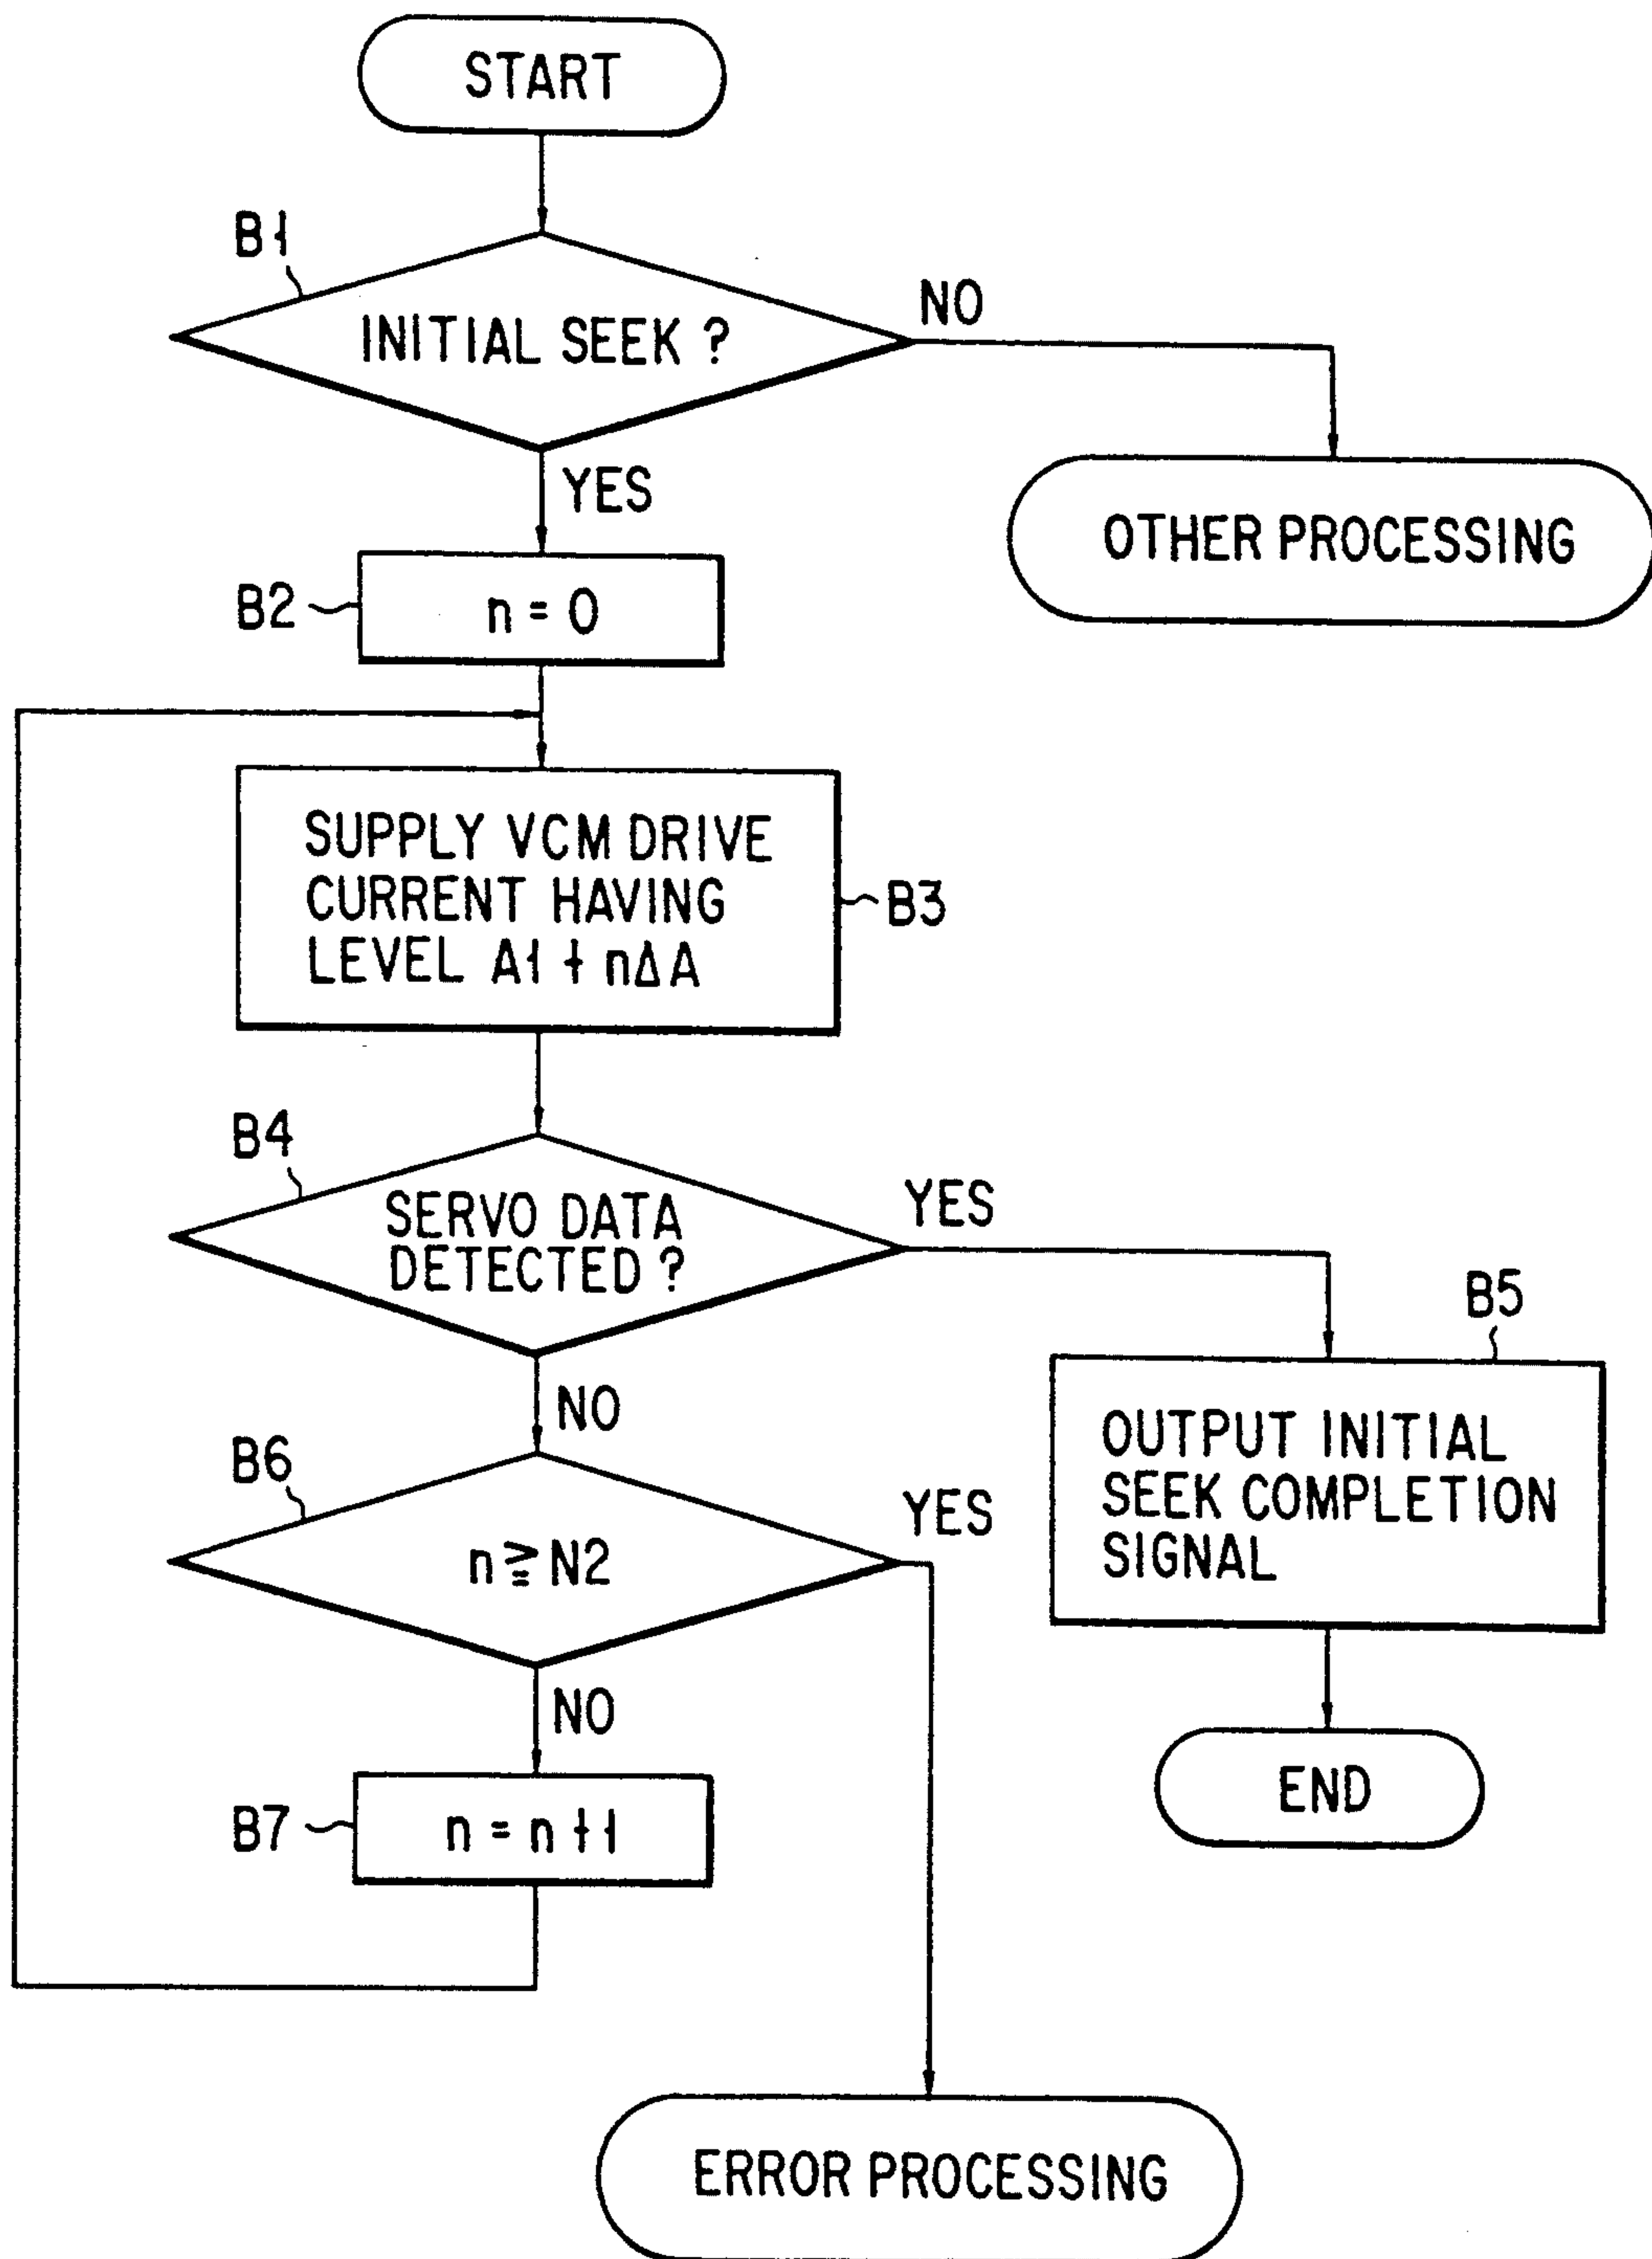 START
B1
INITIAL SEEK ?
NO
YES
OTHER PROCESSING
B2
n = 0
SUPPLY VCM DRIVE
CURRENT HAVING
LEVEL A1 + nΔA
B3
B4
SERVO DATA
DETECTED ?
YES
NO
B5
OUTPUT INITIAL
SEEK COMPLETION
SIGNAL
B6
n ≧ N2
YES
NO
END
B7
n = n + 1
ERROR PROCESSING